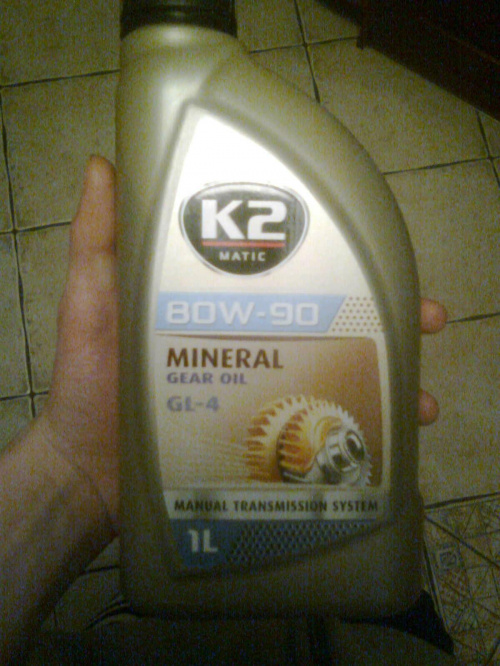 K2
MATIC
80W-90
MINERAL
GEAR OIL
GL-4
MANUAL TRANSMISSION SYSTEM
1L